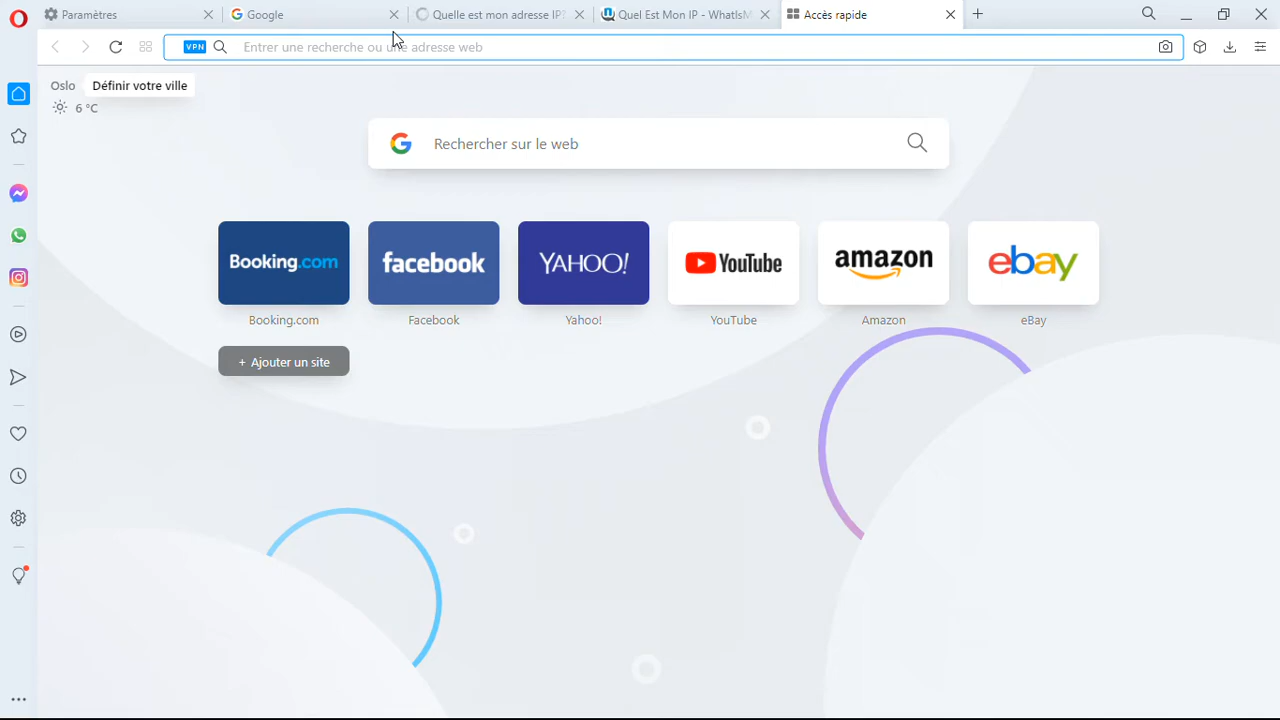 Paramètres
Google
Quelle est mon adresse IP
Quel Est Mon IP - WhatIsM
Accès rapide
VPN
Entrer une recherche ou une adresse web
Oslo
Définir votre ville
6 °C
Rechercher sur le web
Booking.com
facebook
YAHOO!
YouTube
amazon
ebay
Booking.com
Facebook
Yahoo!
YouTube
Amazon
eBay
+ Ajouter un site